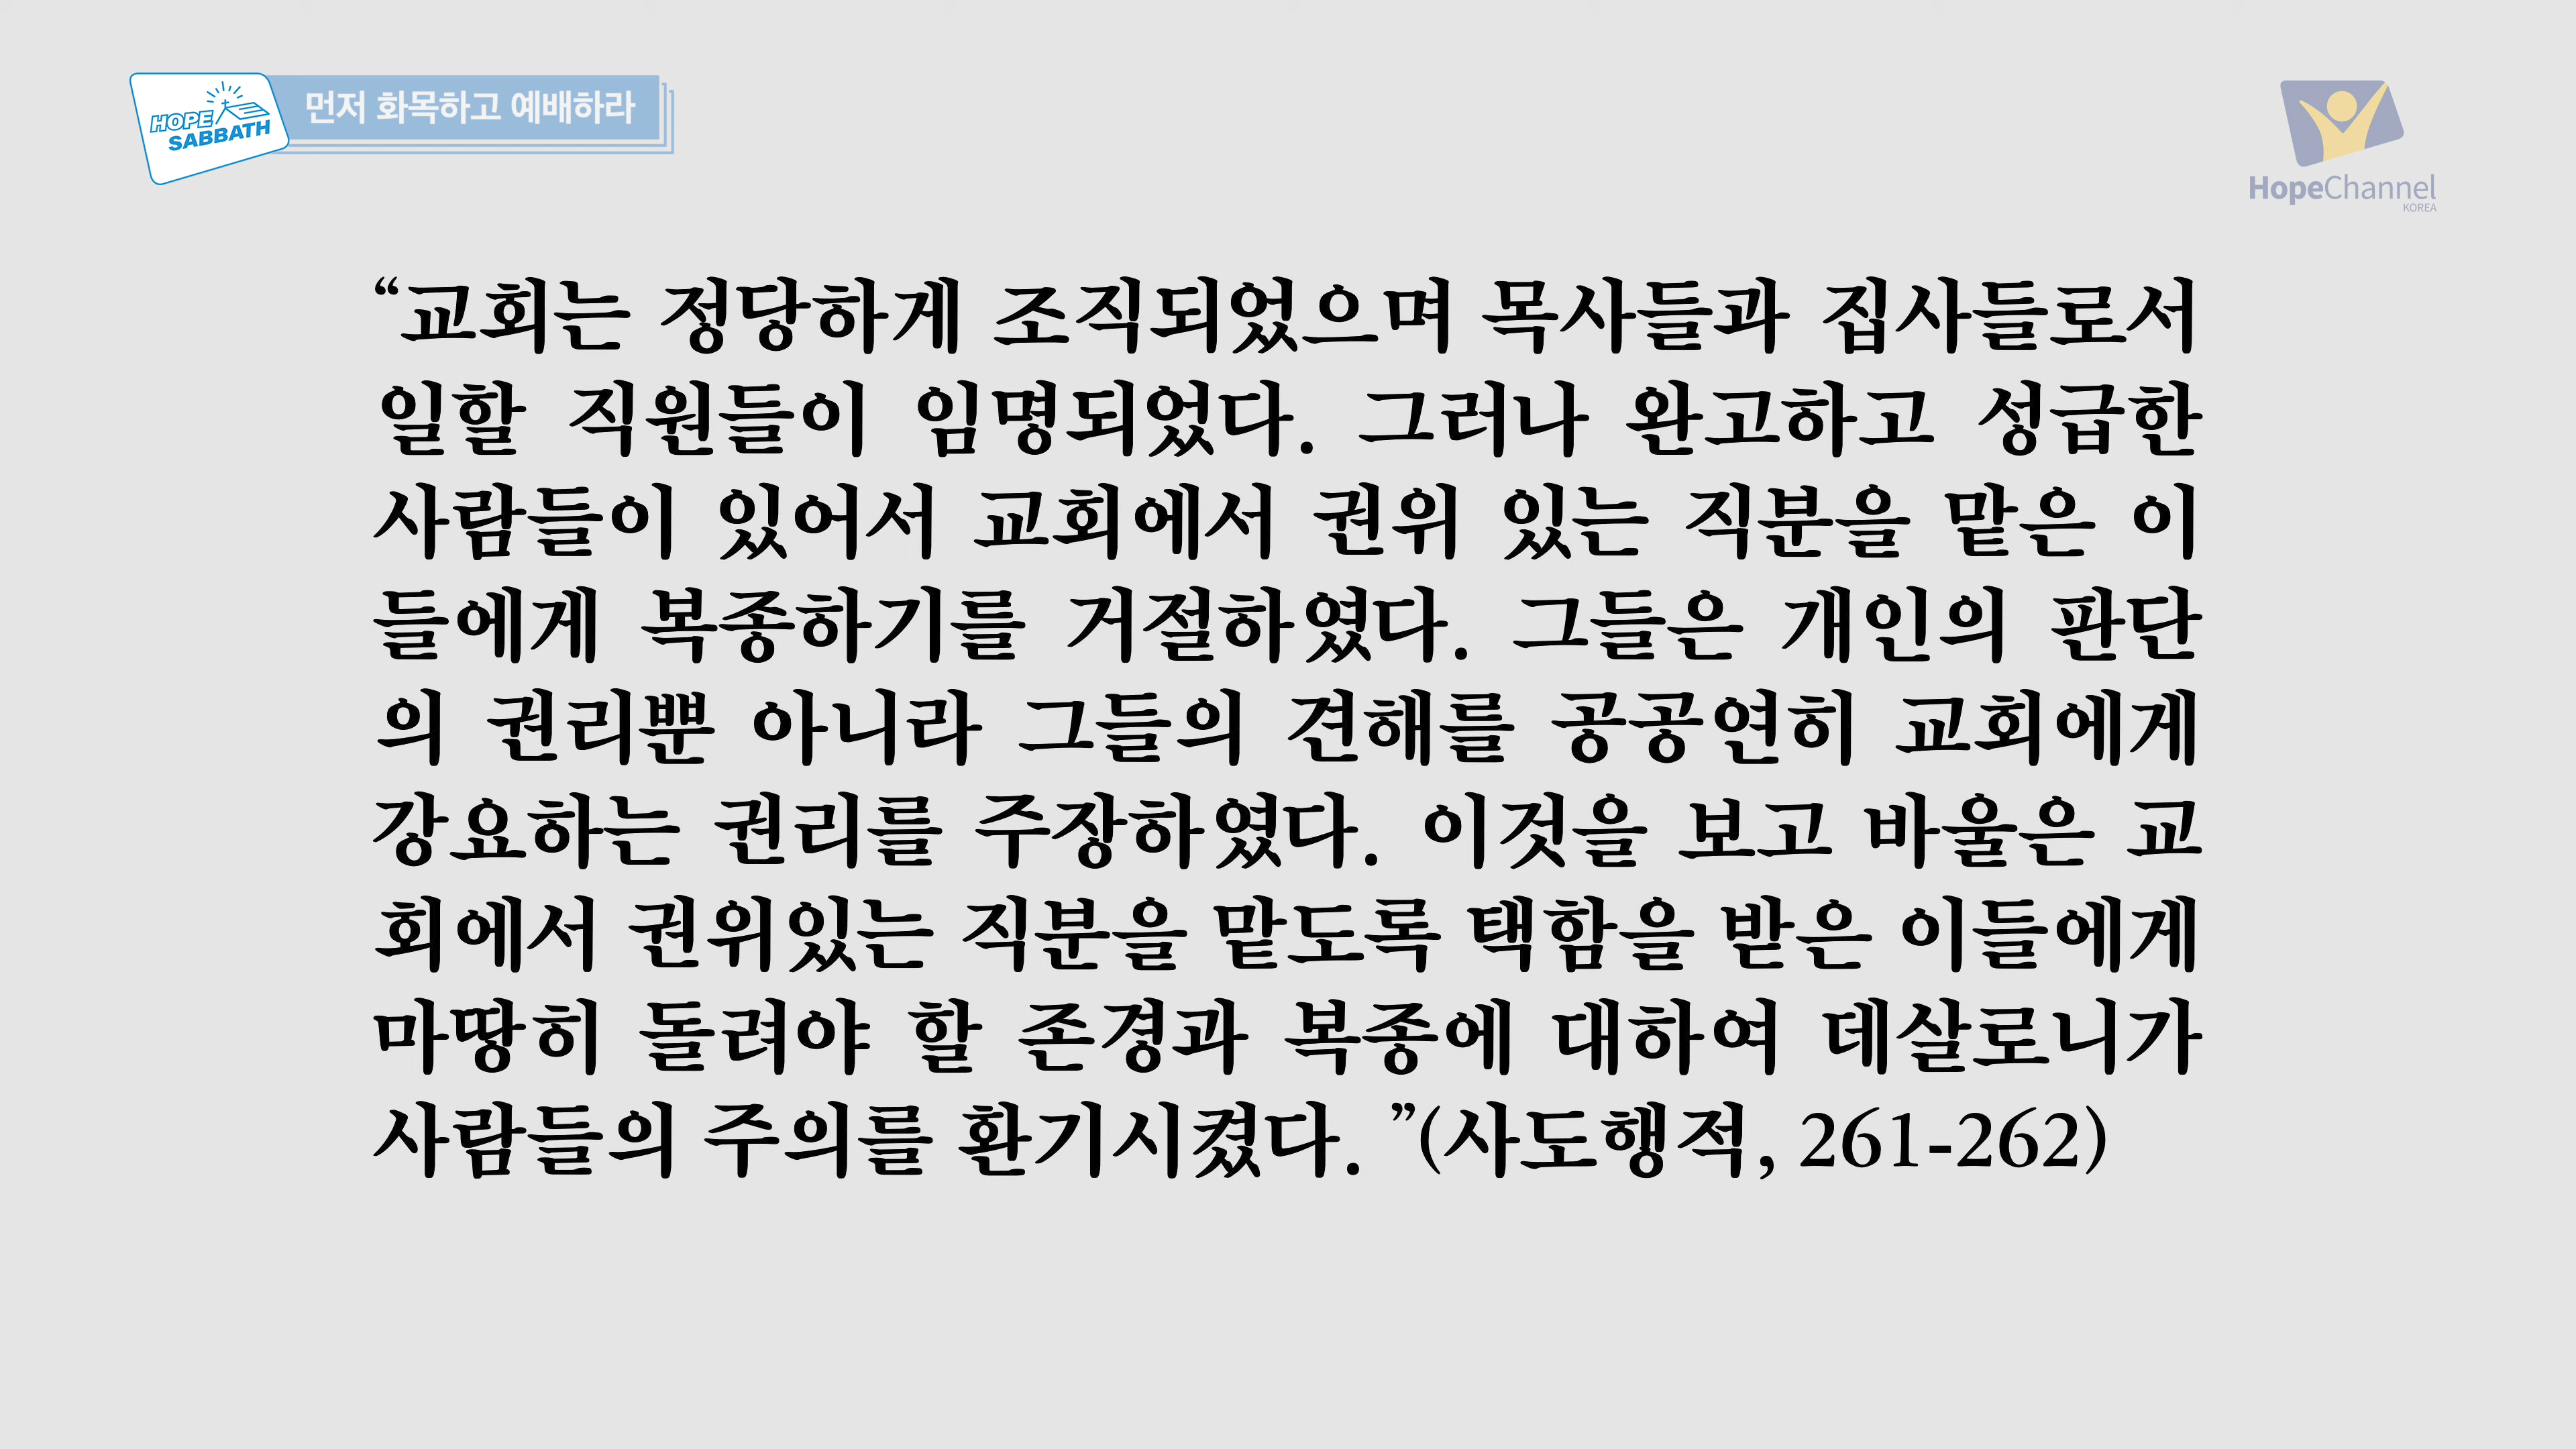 HOPE
SABBATH
먼저 화목하고 예배하라
HopeChannel
KOREA
“교회는 정당하게 조직되었으며 목사들과 집사들로서
일할 직원들이 임명되었다. 그러나 완고하고 성급한
사람들이 있어서 교회에서 권위 있는 직분을 맡은 이
들에게 복종하기를 거절하였다. 그들은 개인의 판단
의 권리뿐 아니라 그들의 견해를 공공연히 교회에게
강요하는 권리를 주장하였다. 이것을 보고 바울은 교
회에서 권위있는 직분을 맡도록 택함을 받은 이들에게
마땅히 돌려야 할 존경과 복종에 대하여 데살로니가
사람들의 주의를 환기시켰다. ”(사도행적, 261-262)